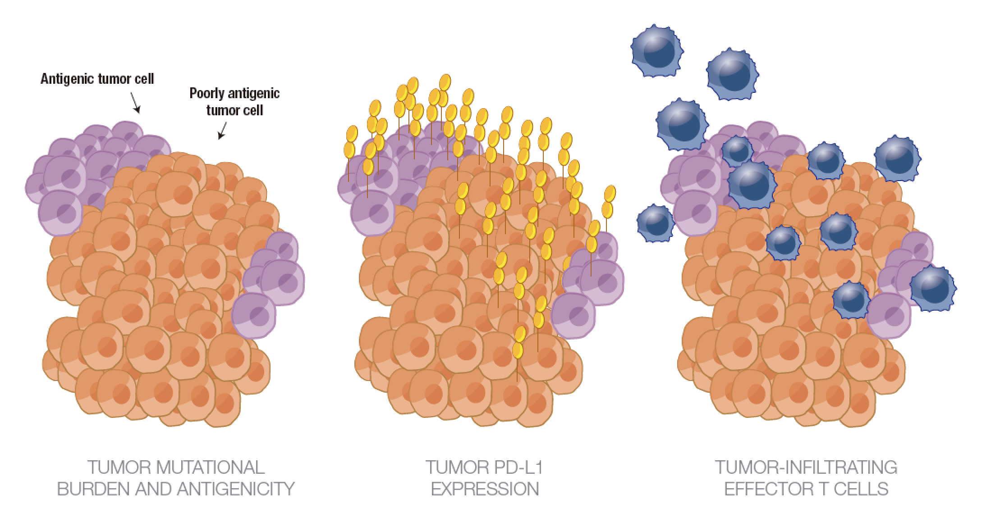 Antigenic tumor cell
Poorly antigenic
tumor cell
TUMOR MUTATIONAL
BURDEN AND ANTIGENICITY
TUMOR PD-L1
EXPRESSION
TUMOR-INFILTRATING
EFFECTOR T CELLS